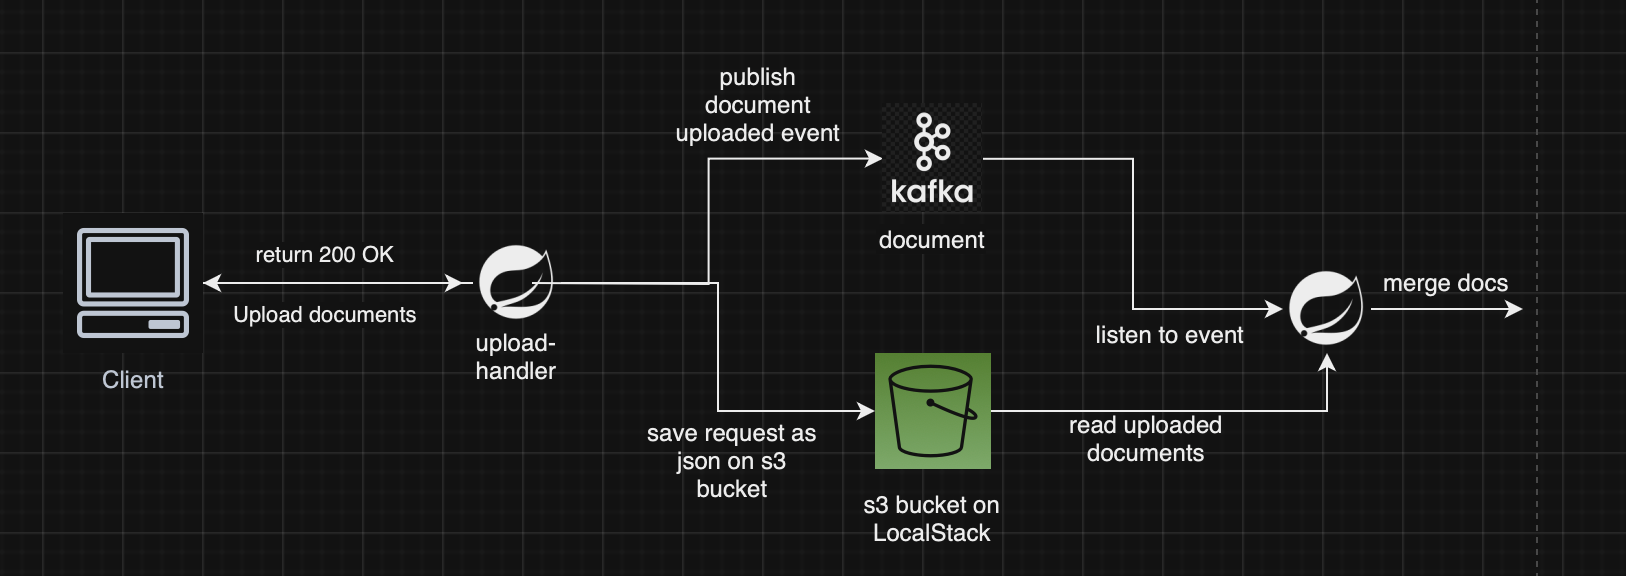 publish
document
uploaded event
kafka
document
return 200 OK
Upload documents
Client
upload-
handler
save request as
json on s3
bucket
s3 bucket on
LocalStack
listen to event
read uploaded
documents
merge docs